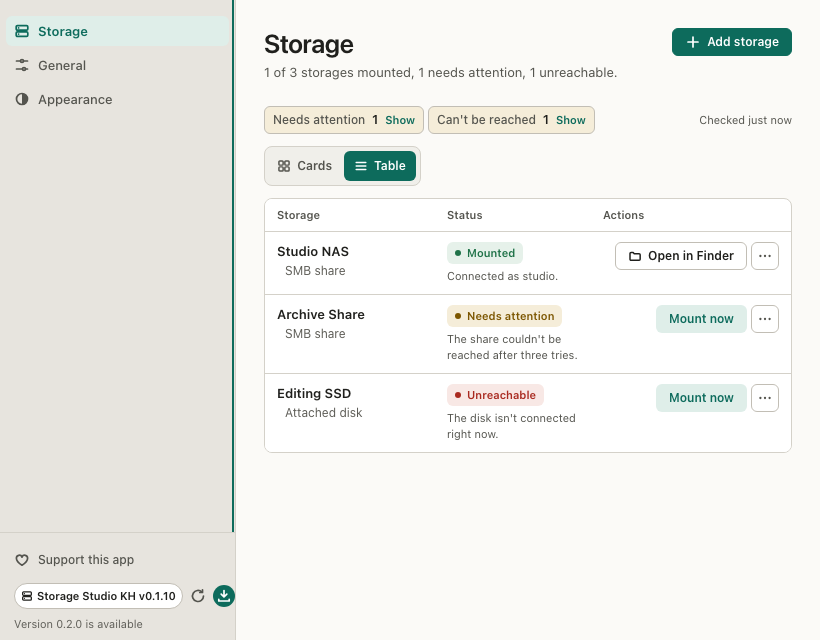 Storage
General
Appearance
Support this app
Storage Studio KH v0.1.10
Version 0.2.0 is available
Storage
Add storage
1 of 3 storages mounted, 1 needs attention, 1 unreachable.
Needs attention 1 Show
Can't be reached 1 Show
Checked just now
Cards
Table
Storage Status Actions
Studio NAS
SMB share
Mounted
Connected as studio.
Open in Finder
Archive Share
SMB share
Needs attention
The share couldn't be
reached after three tries.
Mount now
Editing SSD
Attached disk
Unreachable
The disk isn't connected
right now.
Mount now